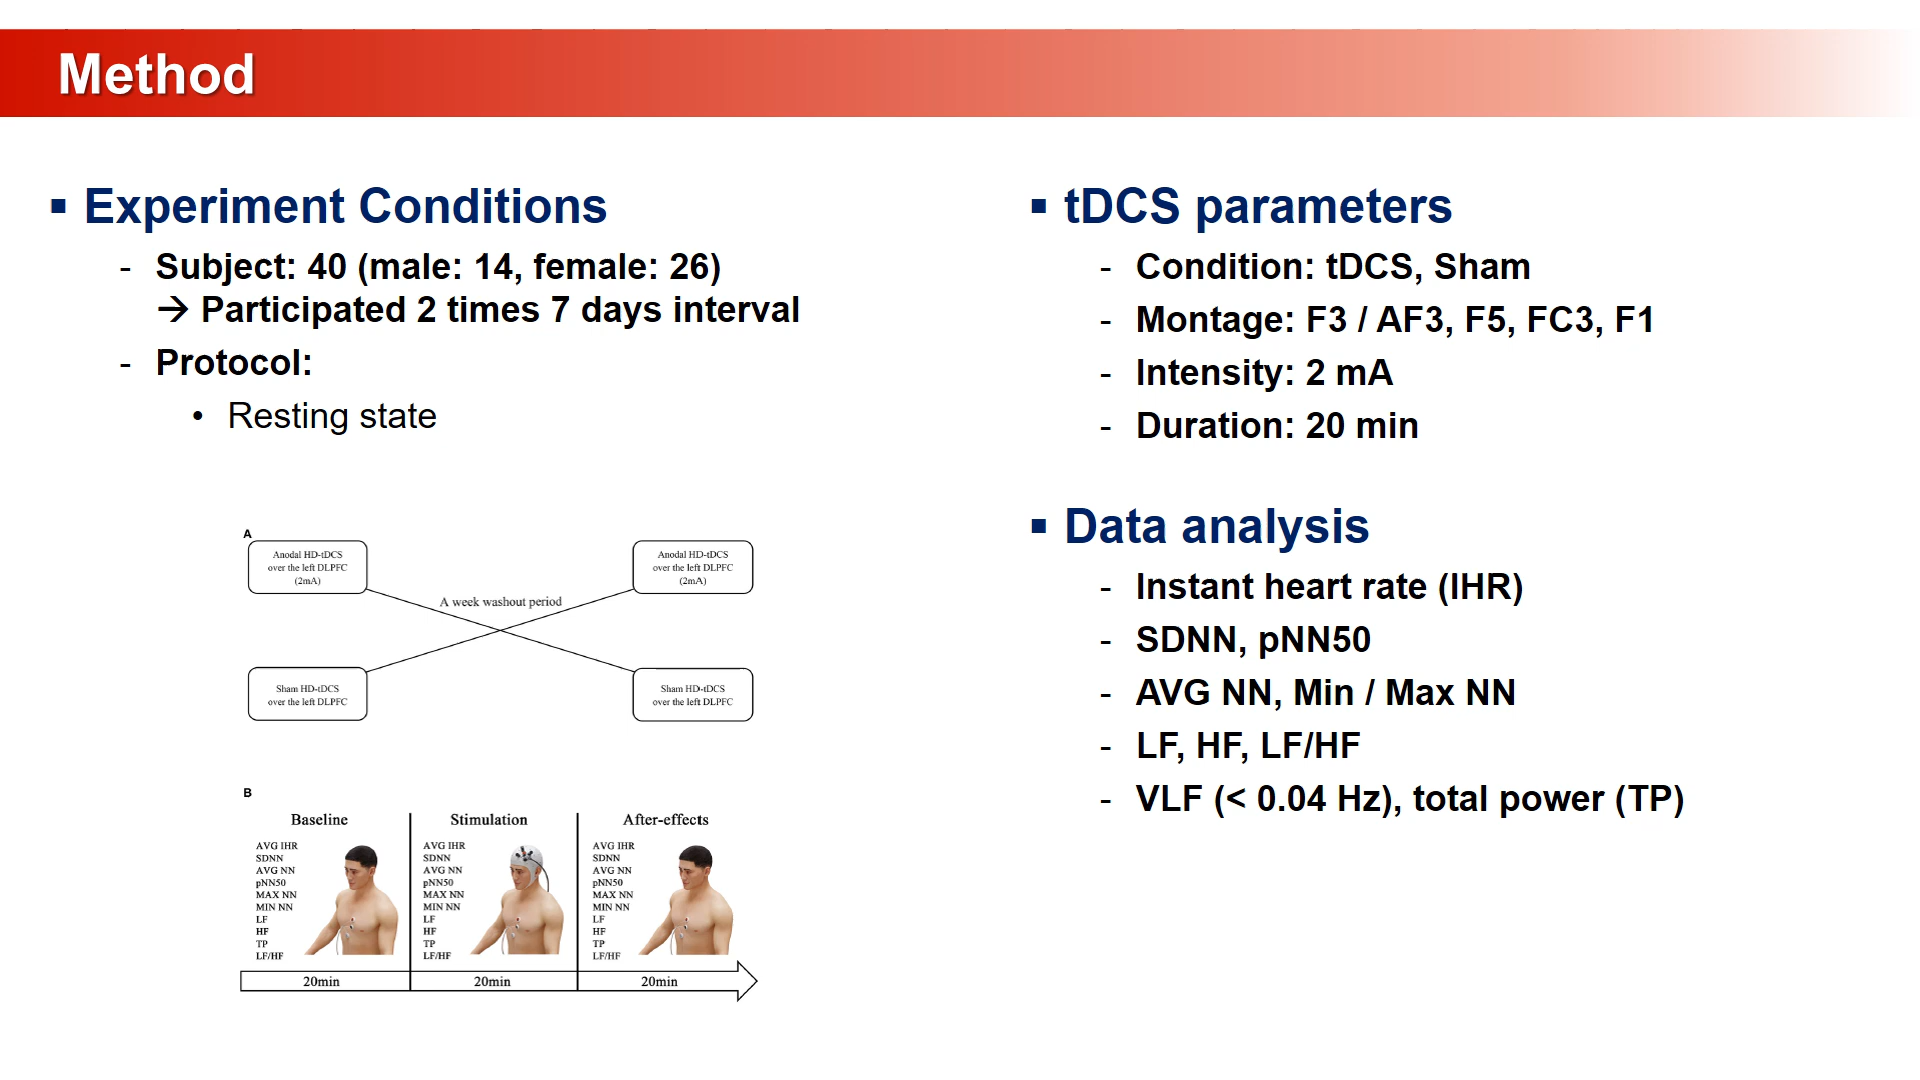 Method
▪ Experiment Conditions
- Subject: 40 (male: 14, female: 26)
→ Participated 2 times 7 days interval
- Protocol:
• Resting state
A
Anodal HD-tDCS
over the left DLPFC
(2mA)
Anodal HD-tDCS
over the left DLPFC
(2mA)
A week washout period
Sham HD-tDCS
over the left DLPFC
Sham HD-tDCS
over the left DLPFC
B
Baseline
AVG IHR
SDNN
AVG NN
pNN50
MAX NN
MIN NN
LF
HF
TP
LF/HF
20min
Stimulation
AVG IHR
SDNN
AVG NN
pNN50
MAX NN
MIN NN
LF
HF
TP
LF/HF
20min
After-effects
AVG IHR
SDNN
AVG NN
pNN50
MAX NN
MIN NN
LF
HF
TP
LF/HF
20min
▪ tDCS parameters
- Condition: tDCS, Sham
- Montage: F3 / AF3, F5, FC3, F1
- Intensity: 2 mA
- Duration: 20 min
▪ Data analysis
- Instant heart rate (IHR)
- SDNN, pNN50
- AVG NN, Min / Max NN
- LF, HF, LF/HF
- VLF (< 0.04 Hz), total power (TP)